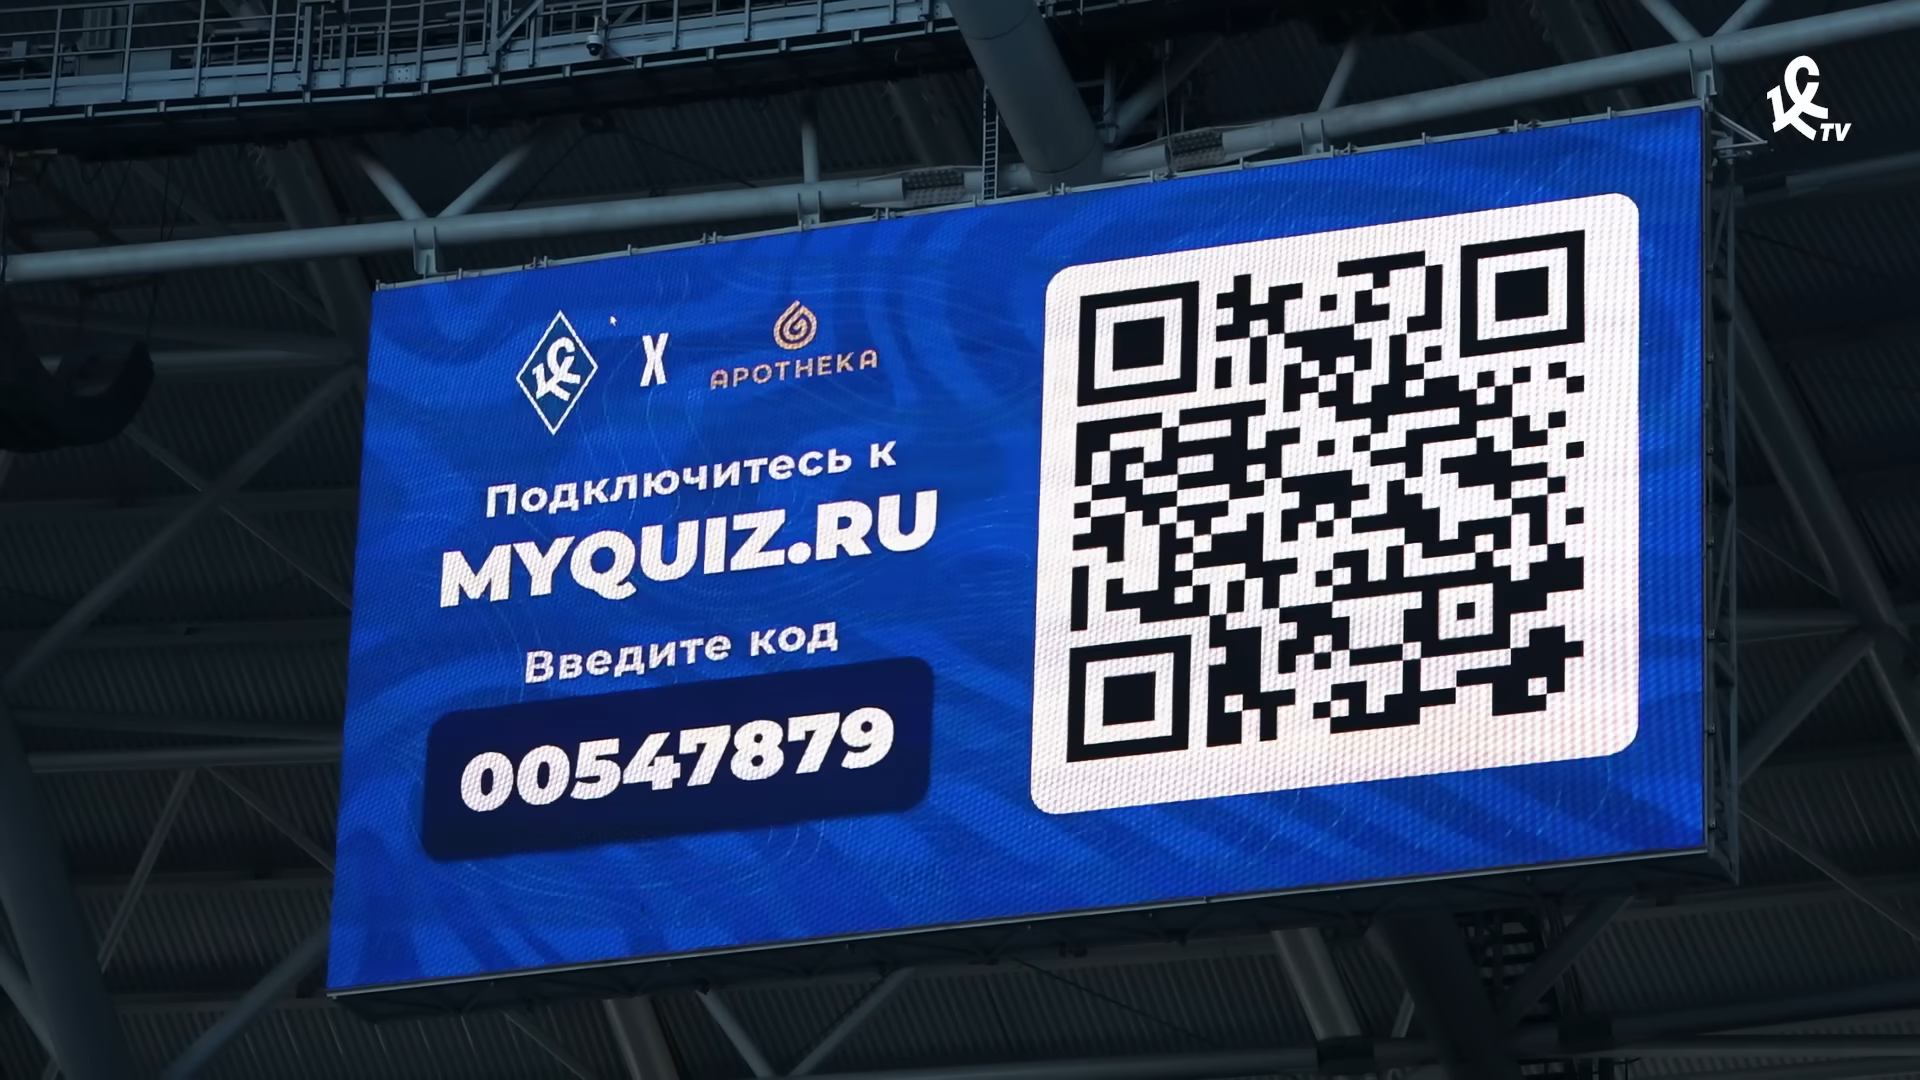 TV
X
APOTHEKA
Подключитесь к
MYQUIZ.RU
Введите код
00547879